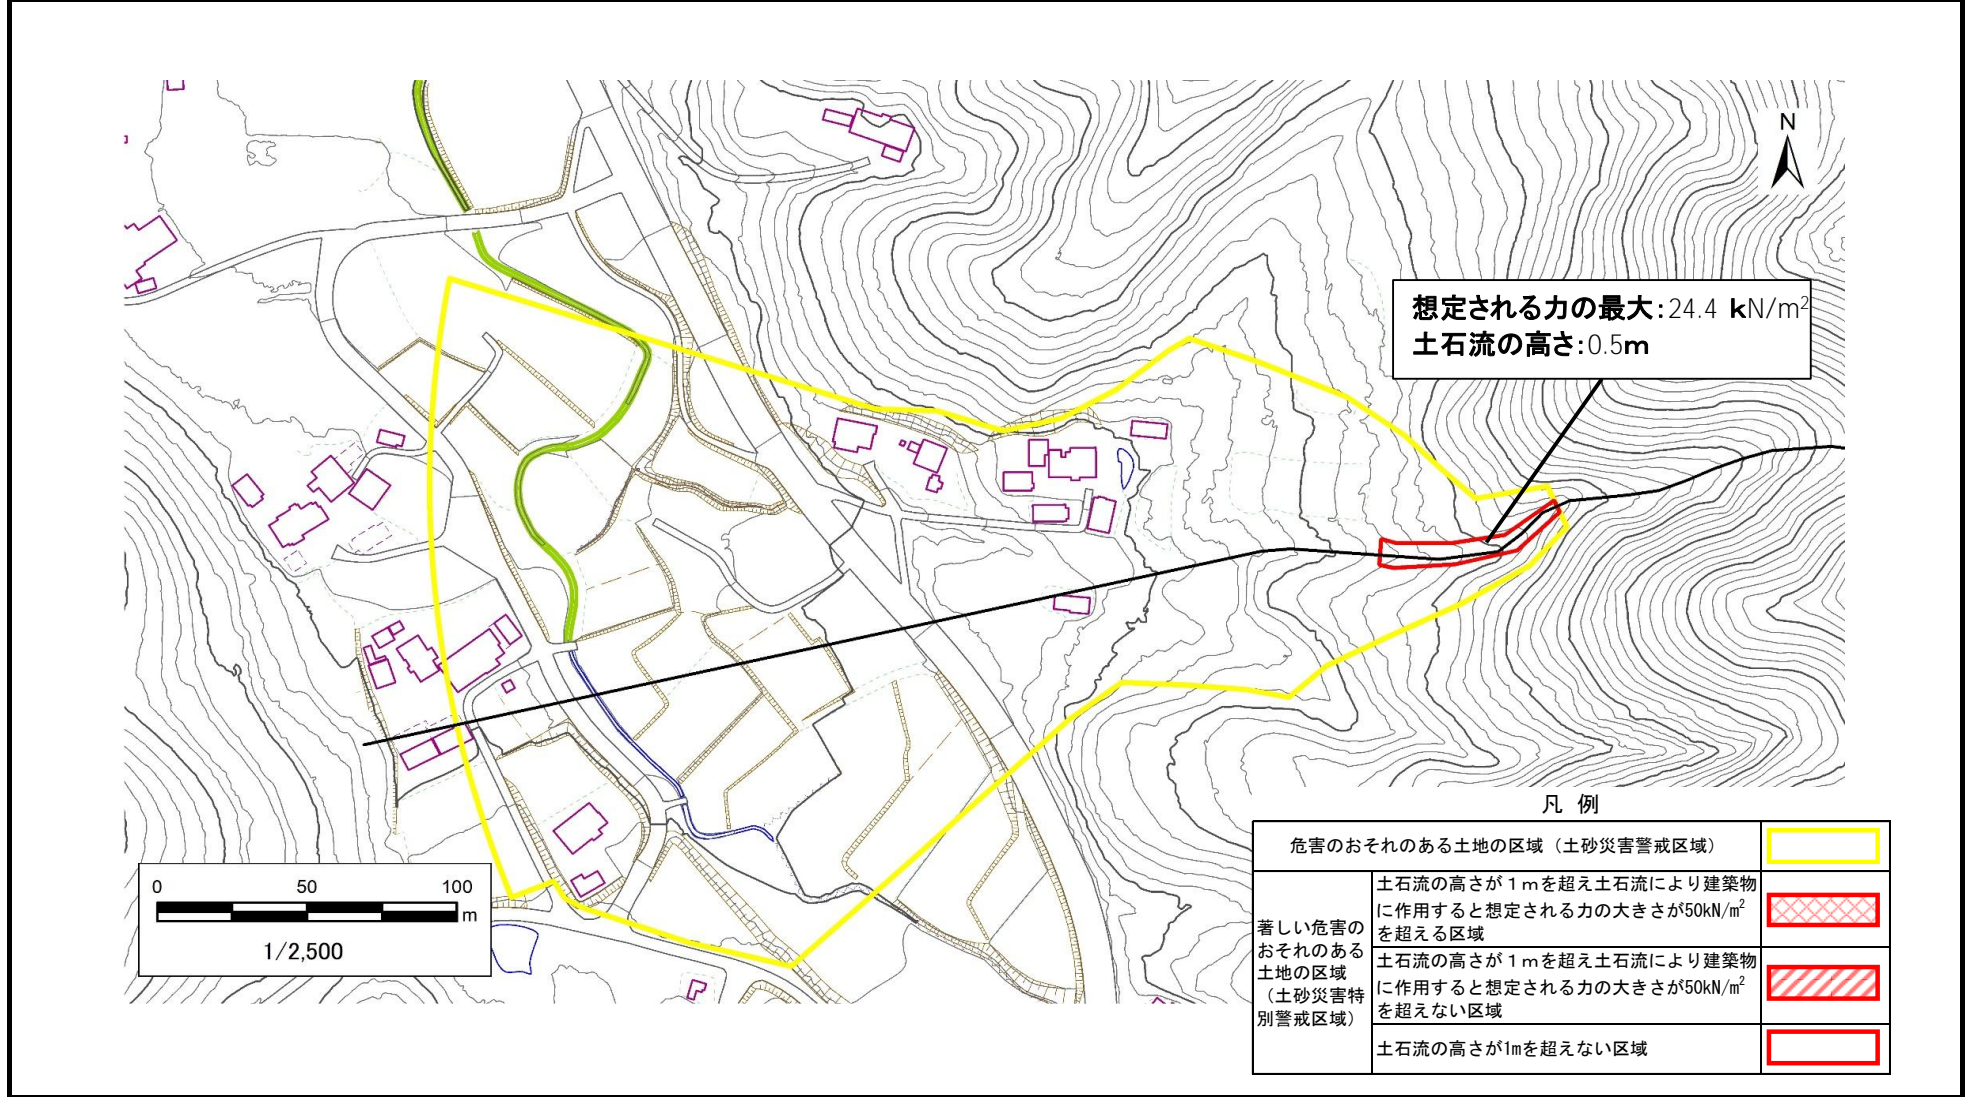 N
想定される力の最大:24.4 kN/m²
土石流の高さ:0.5m
凡 例
危害のおそれのある土地の区域（土砂災害警戒区域）
著しい危害の
おそれのある
土地の区域
（土砂災害特
別警戒区域）
土石流の高さが１ｍを超え土石流により建築物
に作用すると想定される力の大きさが50kN/㎡
を超える区域
土石流の高さが１ｍを超え土石流により建築物
に作用すると想定される力の大きさが50kN/㎡
を超えない区域
土石流の高さが1mを超えない区域
0 50 100
m
1/2,500